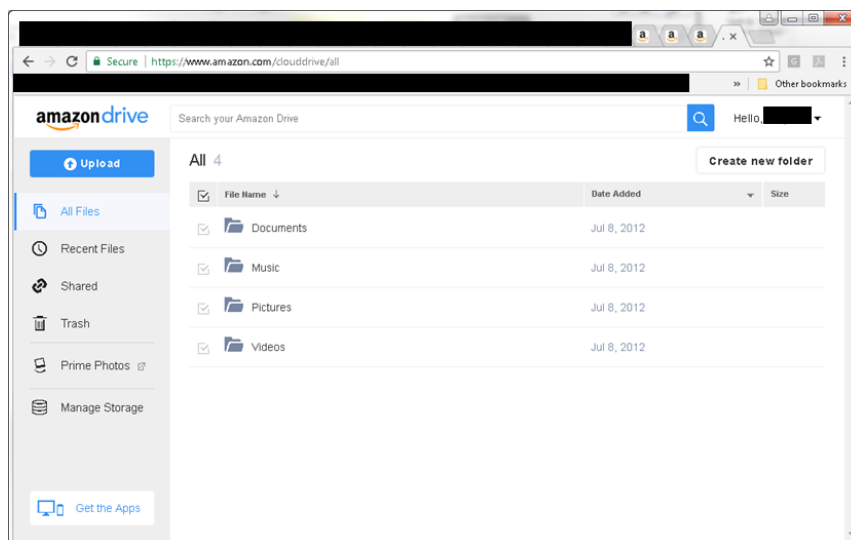 a a a .
Secure | https://www.amazon.com/clouddrive/all
» Other bookmarks
amazon drive Search your Amazon Drive Hello,
Upload All 4 Create new folder
File Name ↓ Date Added Size
All Files
Documents Jul 8, 2012
Recent Files
Music Jul 8, 2012
Shared
Pictures Jul 8, 2012
Trash
Videos Jul 8, 2012
Prime Photos
Manage Storage
Get the Apps